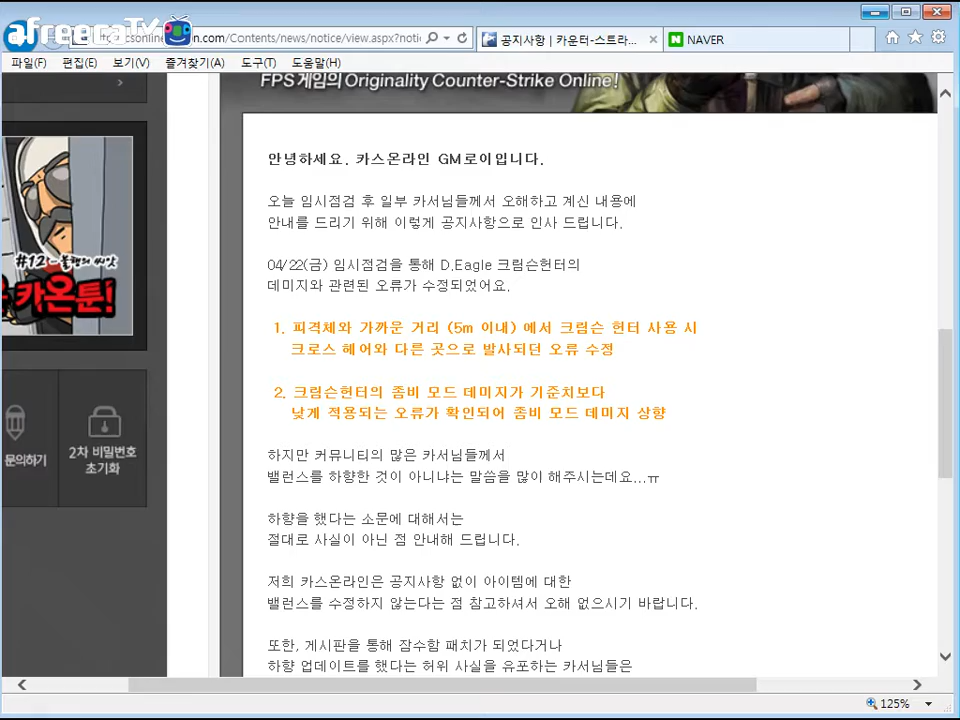 afreecaTV
csonline
n.com/Contents/news/notice/view.aspx?noti
공지사항 | 카운터-스트라...
NAVER
파일(F) 편집(E) 보기(V) 즐겨찾기(A) 도구(T) 도움말(H)
FPS게임의 Originality Counter-Strike Online!
안녕하세요. 카스온라인 GM로이입니다.
오늘 임시점검 후 일부 카서님들께서 오해하고 계신 내용에
안내를 드리기 위해 이렇게 공지사항으로 인사 드립니다.
04/22(금) 임시점검을 통해 D.Eagle 크림슨헌터의
데미지와 관련된 오류가 수정되었어요.
1. 피격체와 가까운 거리 (5m 이내) 에서 크림슨 헌터 사용 시
크로스 헤어와 다른 곳으로 발사되던 오류 수정
2. 크림슨헌터의 좀비 모드 데미지가 기준치보다
낮게 적용되는 오류가 확인되어 좀비 모드 데미지 상향
하지만 커뮤니티의 많은 카서님들께서
밸런스를 하향한 것이 아니냐는 말씀을 많이 해주시는데요...ㅠ
하향을 했다는 소문에 대해서는
절대로 사실이 아닌 점 안내해 드립니다.
저희 카스온라인은 공지사항 없이 아이템에 대한
밸런스를 수정하지 않는다는 점 참고하셔서 오해 없으시기 바랍니다.
또한, 게시판을 통해 잠수함 패치가 되었다거나
하향 업데이트를 했다는 허위 사실을 유포하는 카서님들은
#12-불행의 씨앗
카온툰!
문의하기
2차 비밀번호
초기화
125%